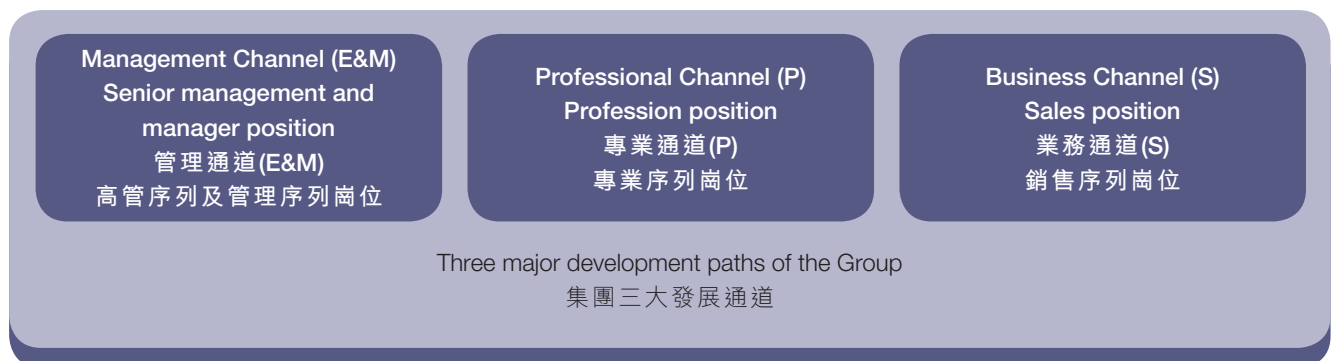 Management Channel (E&M)
Senior management and
manager position
管理通道(E&M)
高管序列及管理序列崗位
Professional Channel (P)
Profession position
專業通道(P)
專業序列崗位
Business Channel (S)
Sales position
業務通道(S)
銷售序列崗位
Three major development paths of the Group
集團三大發展通道